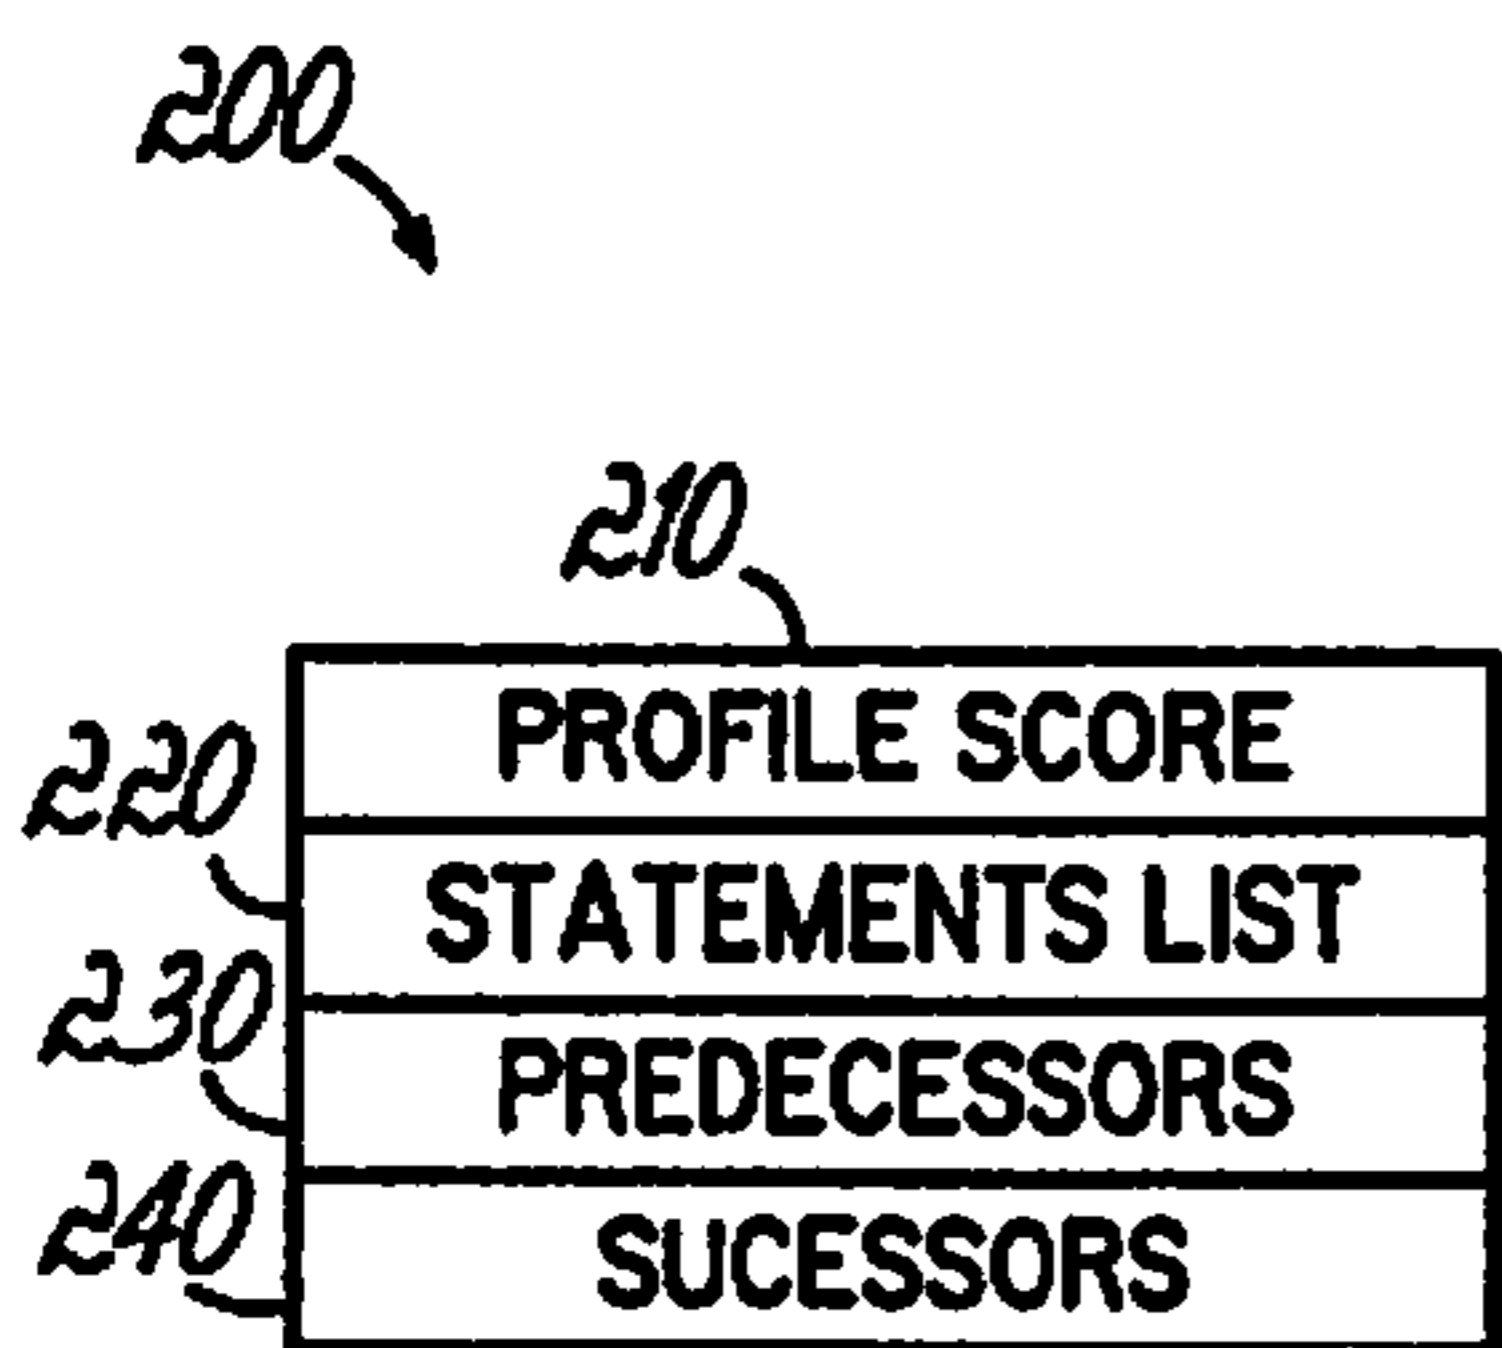 200
210
PROFILE SCORE
220
STATEMENTS LIST
230
PREDECESSORS
240
SUCESSORS